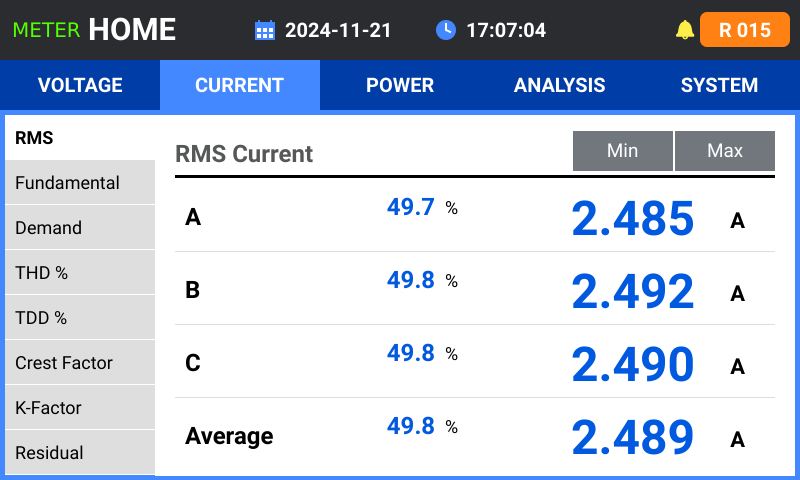 METER HOME 2024-11-21 17:07:04 R 015
VOLTAGE CURRENT POWER ANALYSIS SYSTEM
RMS
Fundamental
Demand
THD %
TDD %
Crest Factor
K-Factor
Residual
RMS Current Min Max
A 49.7 % 2.485 A
B 49.8 % 2.492 A
C 49.8 % 2.490 A
Average 49.8 % 2.489 A